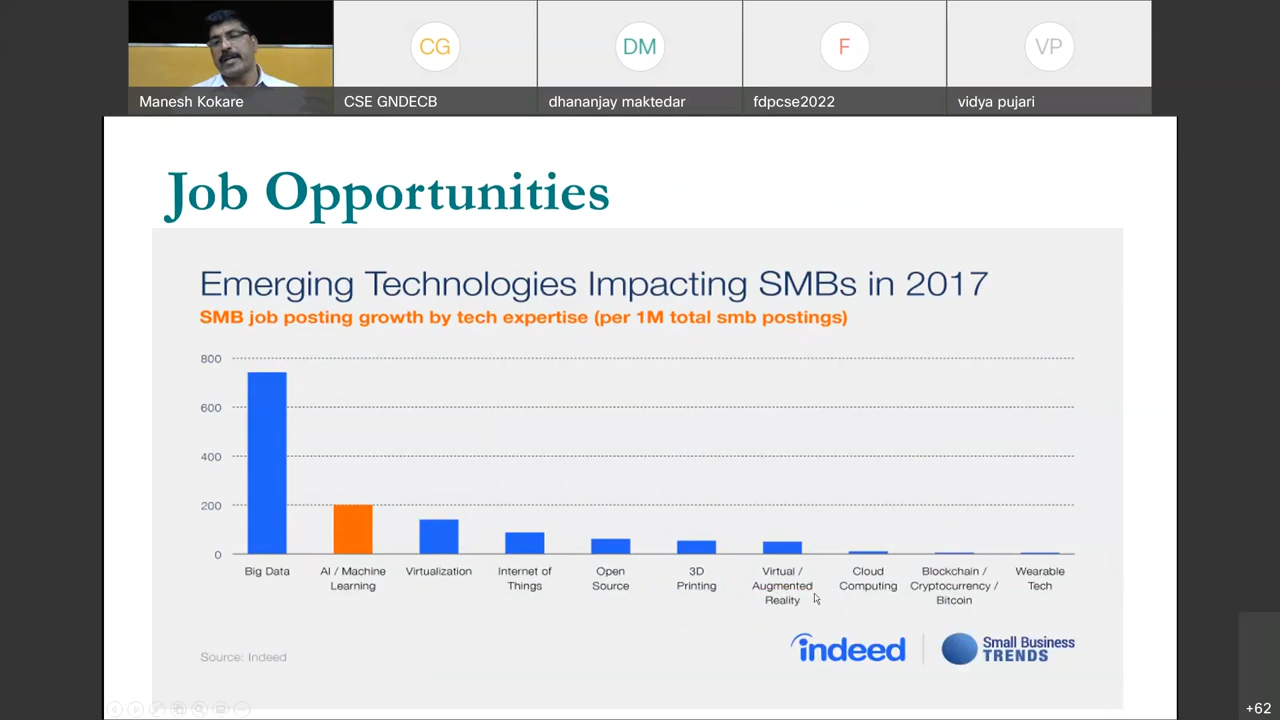 CG
DM
F
VP
Manesh Kokare
CSE GNDECB
dhananjay maktedar
fdpcse2022
vidya pujari
Job Opportunities
Emerging Technologies Impacting SMBs in 2017
SMB job posting growth by tech expertise (per 1M total smb postings)
800
600
400
200
0
Big Data
AI / Machine
Learning
Virtualization
Internet of
Things
Open
Source
3D
Printing
Virtual /
Augmented
Reality
Cloud
Computing
Blockchain /
Cryptocurrency /
Bitcoin
Wearable
Tech
Source: Indeed
indeed
Small Business
TRENDS
+62